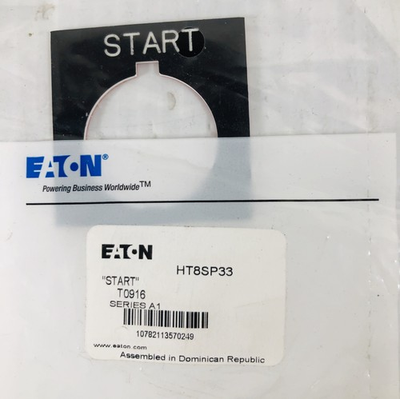 START
EATON®
Powering Business Worldwide™
EATON
HT8SP33
"START"
T0916
SERIES A1
10782113570249
www.eaton.com
Assembled in Dominican Republic